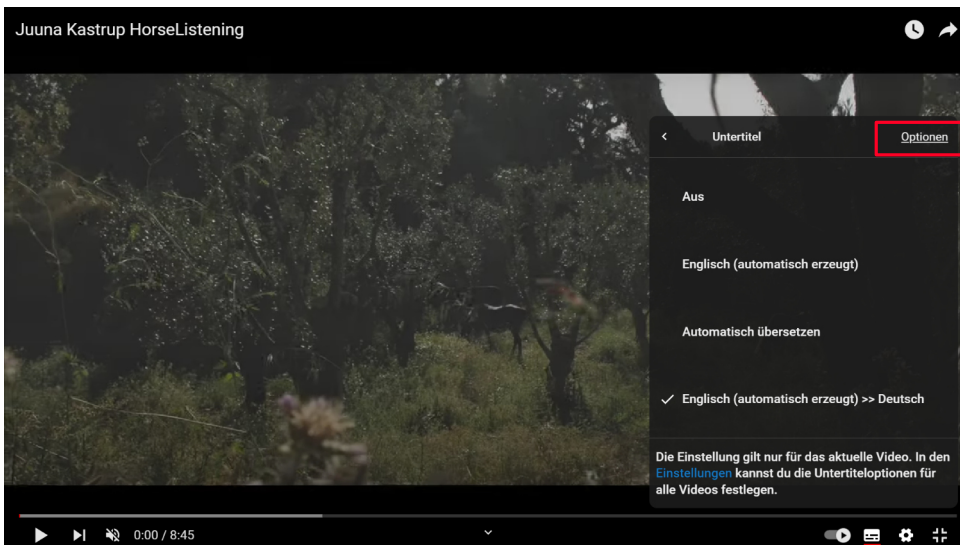 Juuna Kastrup HorseListening
Untertitel
Optionen
Aus
Englisch (automatisch erzeugt)
Automatisch übersetzen
Englisch (automatisch erzeugt) >> Deutsch
Die Einstellung gilt nur für das aktuelle Video. In den
Einstellungen kannst du die Untertiteloptionen für
alle Videos festlegen.
0:00 / 8:45